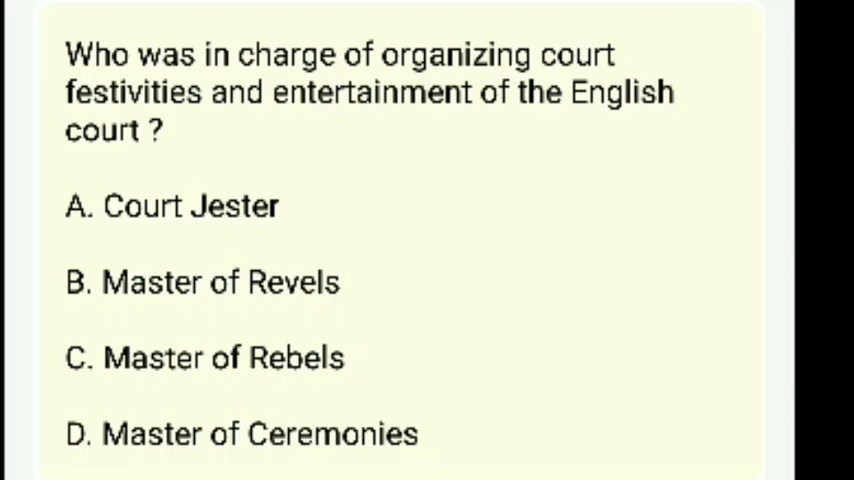 Who was in charge of organizing court
festivities and entertainment of the English
court ?
A. Court Jester
B. Master of Revels
C. Master of Rebels
D. Master of Ceremonies